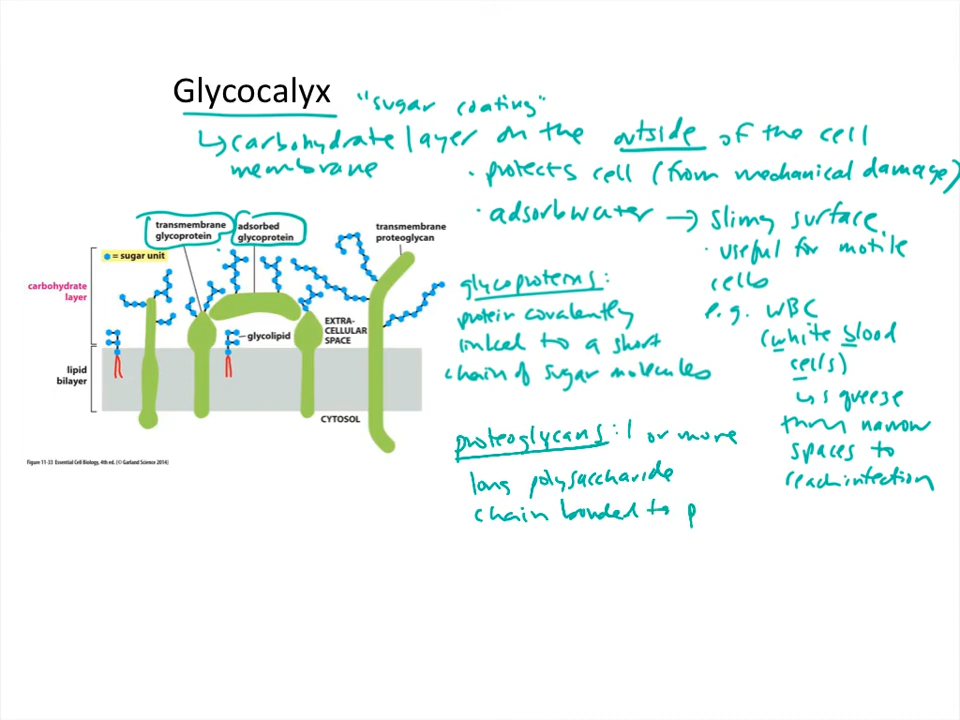 Glycocalyx "sugar coating"
↳ carbohydrate layer on the outside of the cell
membrane
· protects cell (from mechanical damage)
· adsorb water → slimy surface
· useful for motile
cells
e.g. WBC
(white blood
cells)
↳ squeeze
thru narrow
spaces to
reach infection
transmembrane
glycoprotein
adsorbed
glycoprotein
transmembrane
proteoglycan
= sugar unit
carbohydrate
layer
glycolipid
EXTRA-
CELLULAR
SPACE
lipid
bilayer
CYTOSOL
Figure 11-33 Essential Cell Biology, 4th ed. (© Garland Science 2014)
glycoproteins:
protein covalently
linked to a short
chain of sugar molecules
proteoglycans: 1 or more
long polysaccharide
chain bonded to p